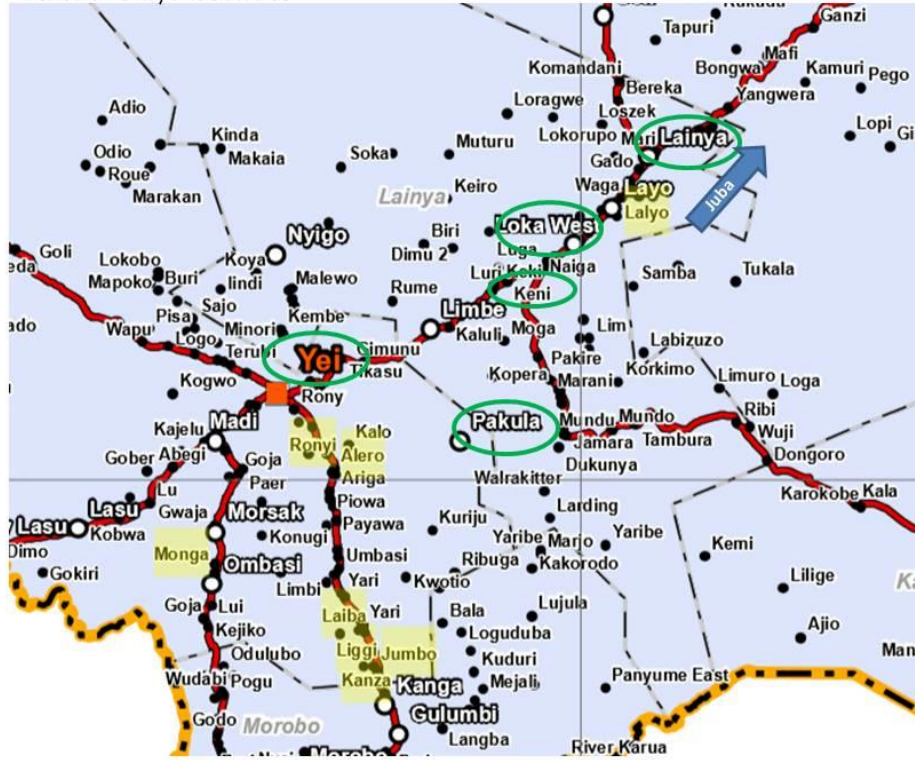 Ganzi
Tapuri
Mafi
Komandani
Bongwa
Kamuri
Pego
Bereka
Yangwera
Loragwe
Adio
Loszek
Lopi
Lokorupo
Mari
Lainya
Kinda
Muturu
Makaia
Soka
Odio
Gado
Roue
Keiro
Waga
Layo
Juba
Marakan
Lainya
Lalyo
Loka West
Biri
Nyigo
Dimu 2
Luga
Goli
Lokobo
Koya
Luri
Keki
Naiga
Samba
Tukala
Mapoko
Buri
Iindi
Malewo
Rume
Keni
Sajo
Pisa
Kembe
Limbe
Minori
Lim
Wapu
Logo
Kaluli
Moga
Labizuzo
Terubi
Yei
Gimunu
Pakire
Tikasu
Korkimo
Kogwo
Rony
Kopera
Marani
Limuro
Loga
Madi
Pakula
Mundu
Mundo
Ribi
Kajelu
Kalo
Ronyi
Jamara
Tambura
Wuji
Gober
Abegi
Goja
Alero
Dukunya
Dongoro
Paer
Ariga
Walrakitter
Lu
Piowa
Karokobe
Kala
Lasu
Gwaja
Morsak
Larding
Lasu
Kobwa
Payawa
Kuriju
Konugi
Yaribe
Marjo
Yaribe
Dimo
Monga
Umbasi
Kemi
Ombasi
Ribuga
Kakorodo
Gokiri
Limbi
Yari
Kwotio
Lilige
Goja
Lui
Laiba
Yari
Bala
Lujula
Kejiko
Loguduba
Ajio
Odulubo
Liggi
Jumbo
Kuduri
Wudabi
Pogu
Kanza
Mejali
Panyume East
Kanga
Godo
Gulumbi
Morobo
Langba
River Karua